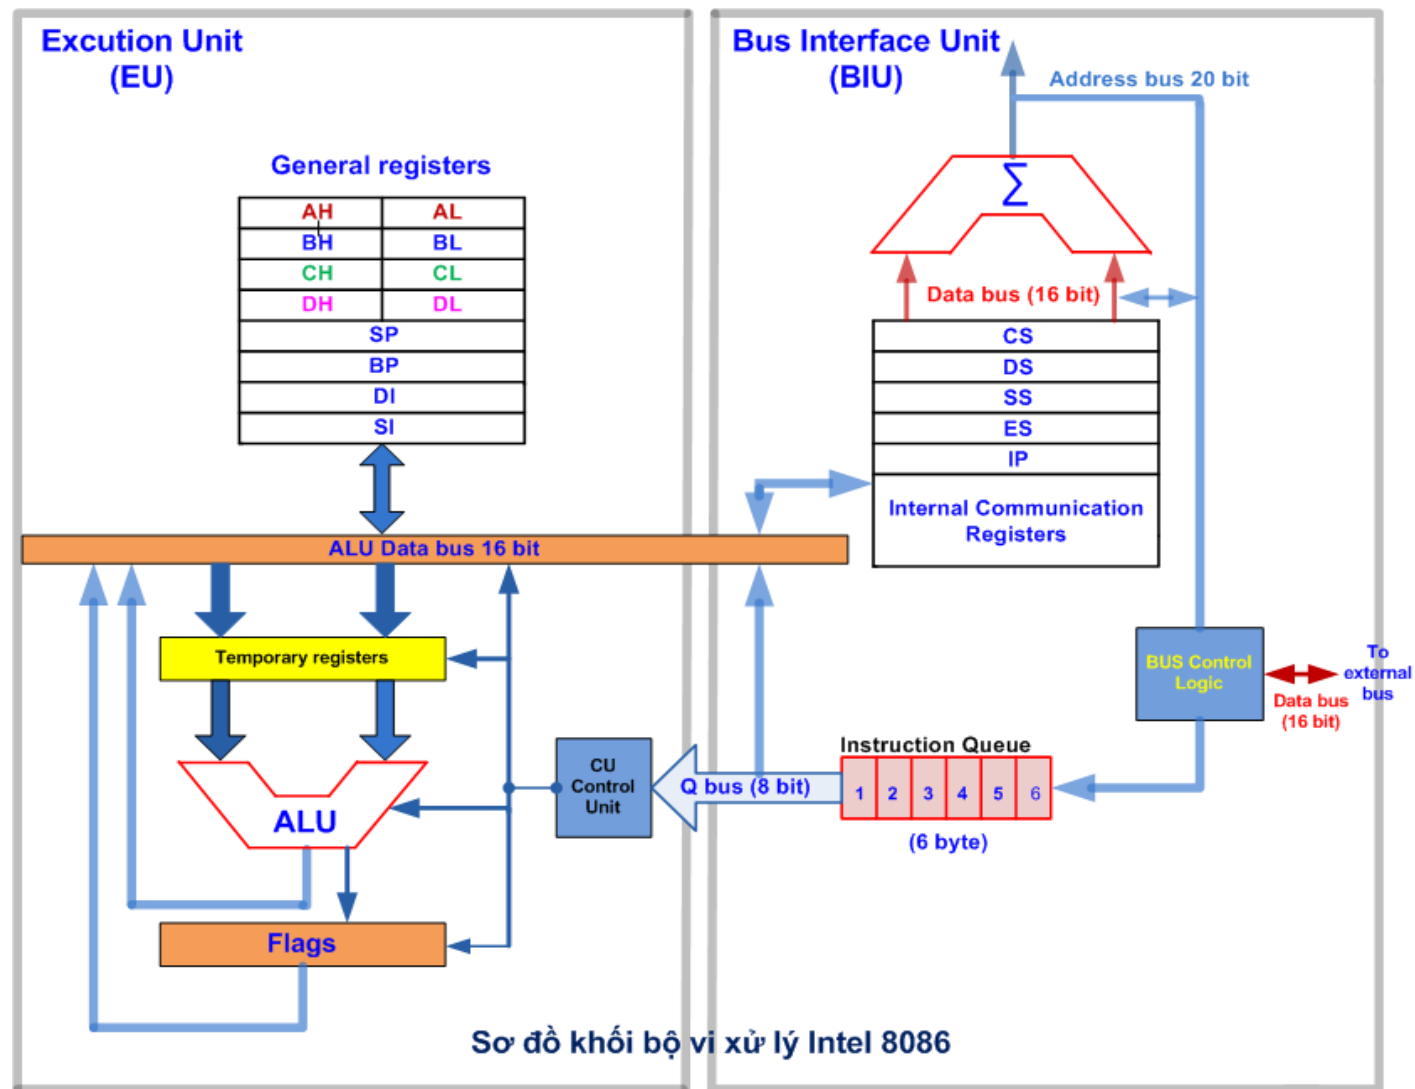 Excution Unit
(EU)
General registers
AH AL
BH BL
CH CL
DH DL
SP
BP
DI
SI
ALU Data bus 16 bit
Temporary registers
ALU
Flags
CU
Control
Unit
Bus Interface Unit
(BIU)
Address bus 20 bit
Σ
Data bus (16 bit)
CS
DS
SS
ES
IP
Internal Communication
Registers
BUS Control
Logic
To
external
bus
Data bus
(16 bit)
Instruction Queue
Q bus (8 bit)
1 2 3 4 5 6
(6 byte)
Sơ đồ khối bộ vi xử lý Intel 8086